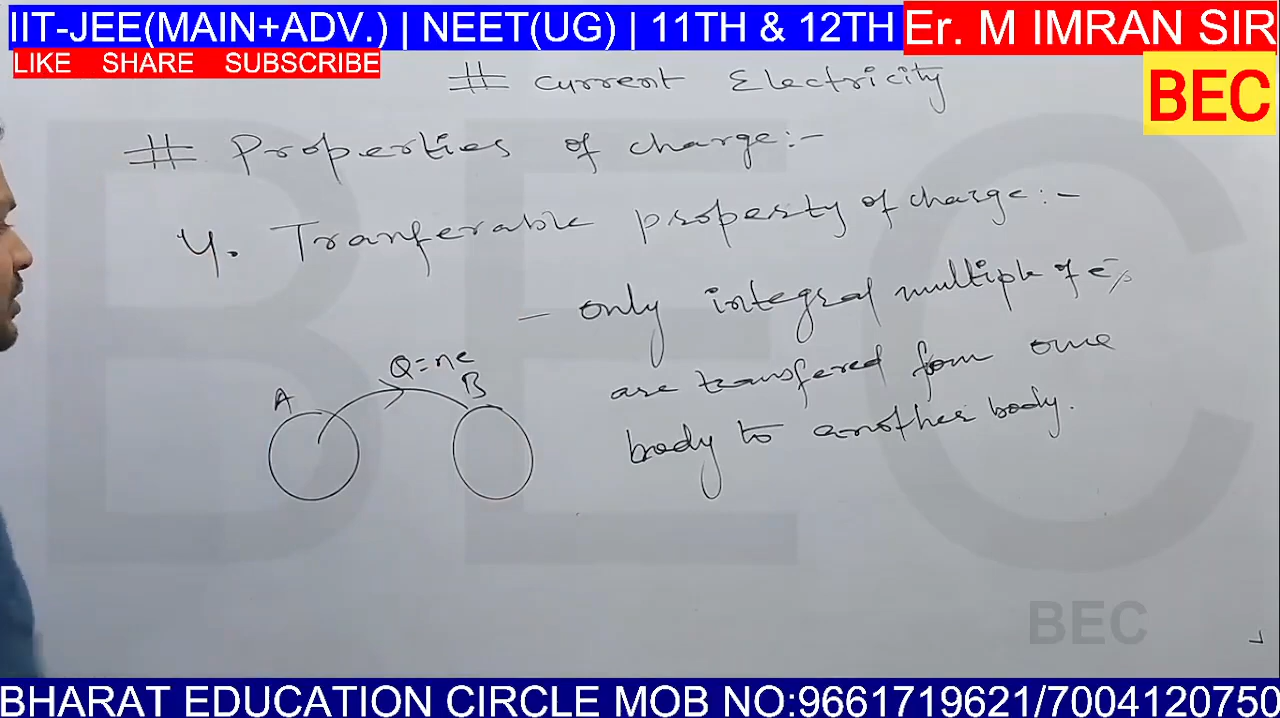 IIT-JEE(MAIN+ADV.) | NEET(UG) | 11TH & 12TH Er. M IMRAN SIR
LIKE SHARE SUBSCRIBE
BEC
# Current Electricity
# Properties of charge:-
4. Tranferable property of charge:-
- only integral multiple of e⁻
are transfered from one
body to another body.
Q=ne
A
B
BEC
BEC
BHARAT EDUCATION CIRCLE MOB NO:9661719621/7004120750